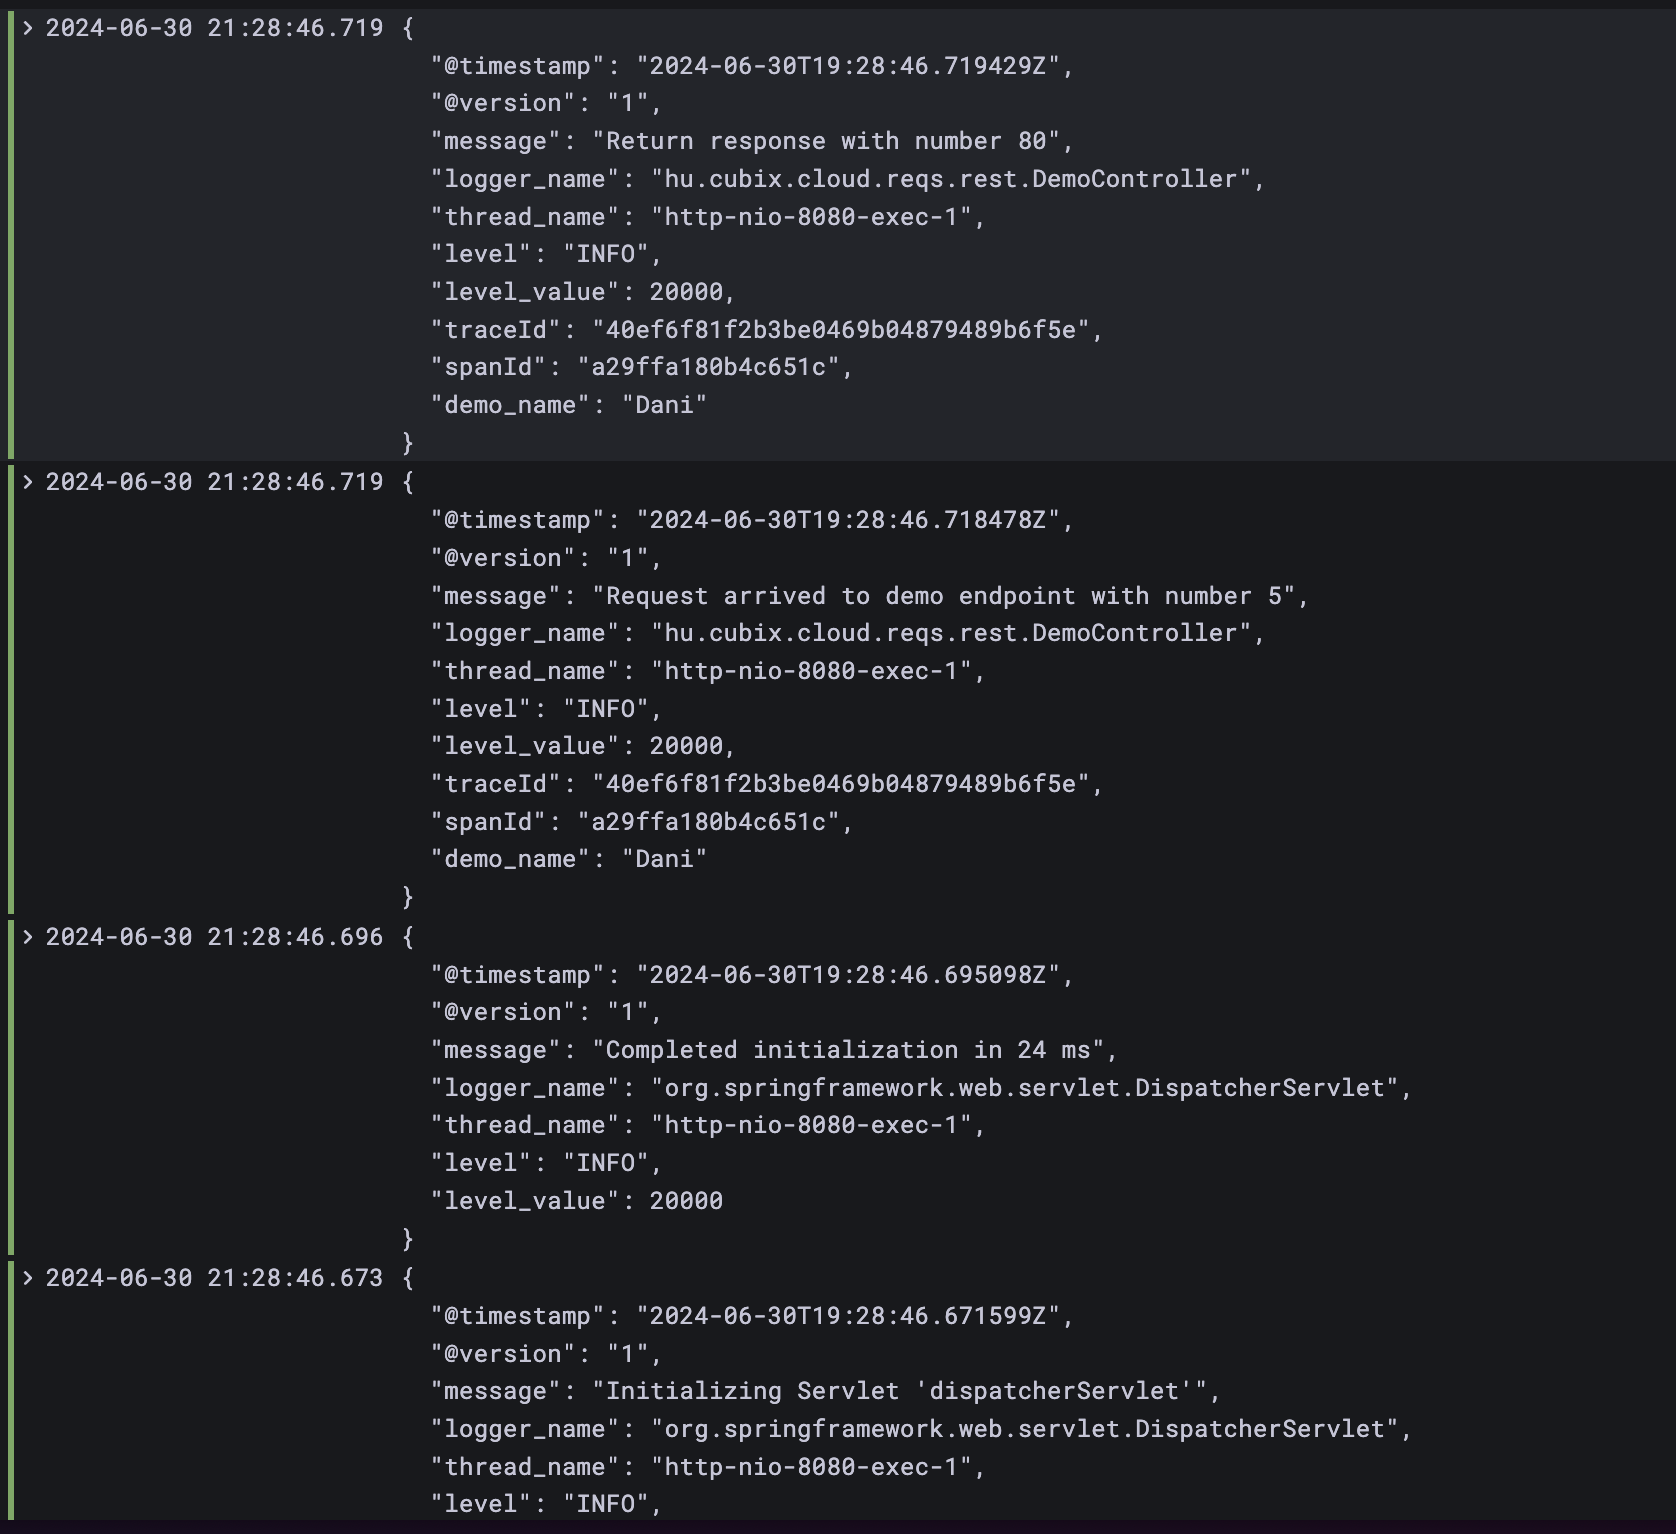 2024-06-30 21:28:46.719 {
"@timestamp": "2024-06-30T19:28:46.719429Z",
"@version": "1",
"message": "Return response with number 80",
"logger_name": "hu.cubix.cloud.reqs.rest.DemoController",
"thread_name": "http-nio-8080-exec-1",
"level": "INFO",
"level_value": 20000,
"traceId": "40ef6f81f2b3be0469b04879489b6f5e",
"spanId": "a29ffa180b4c651c",
"demo_name": "Dani"
}
2024-06-30 21:28:46.719 {
"@timestamp": "2024-06-30T19:28:46.718478Z",
"@version": "1",
"message": "Request arrived to demo endpoint with number 5",
"logger_name": "hu.cubix.cloud.reqs.rest.DemoController",
"thread_name": "http-nio-8080-exec-1",
"level": "INFO",
"level_value": 20000,
"traceId": "40ef6f81f2b3be0469b04879489b6f5e",
"spanId": "a29ffa180b4c651c",
"demo_name": "Dani"
}
2024-06-30 21:28:46.696 {
"@timestamp": "2024-06-30T19:28:46.695098Z",
"@version": "1",
"message": "Completed initialization in 24 ms",
"logger_name": "org.springframework.web.servlet.DispatcherServlet",
"thread_name": "http-nio-8080-exec-1",
"level": "INFO",
"level_value": 20000
}
2024-06-30 21:28:46.673 {
"@timestamp": "2024-06-30T19:28:46.671599Z",
"@version": "1",
"message": "Initializing Servlet 'dispatcherServlet'",
"logger_name": "org.springframework.web.servlet.DispatcherServlet",
"thread_name": "http-nio-8080-exec-1",
"level": "INFO",